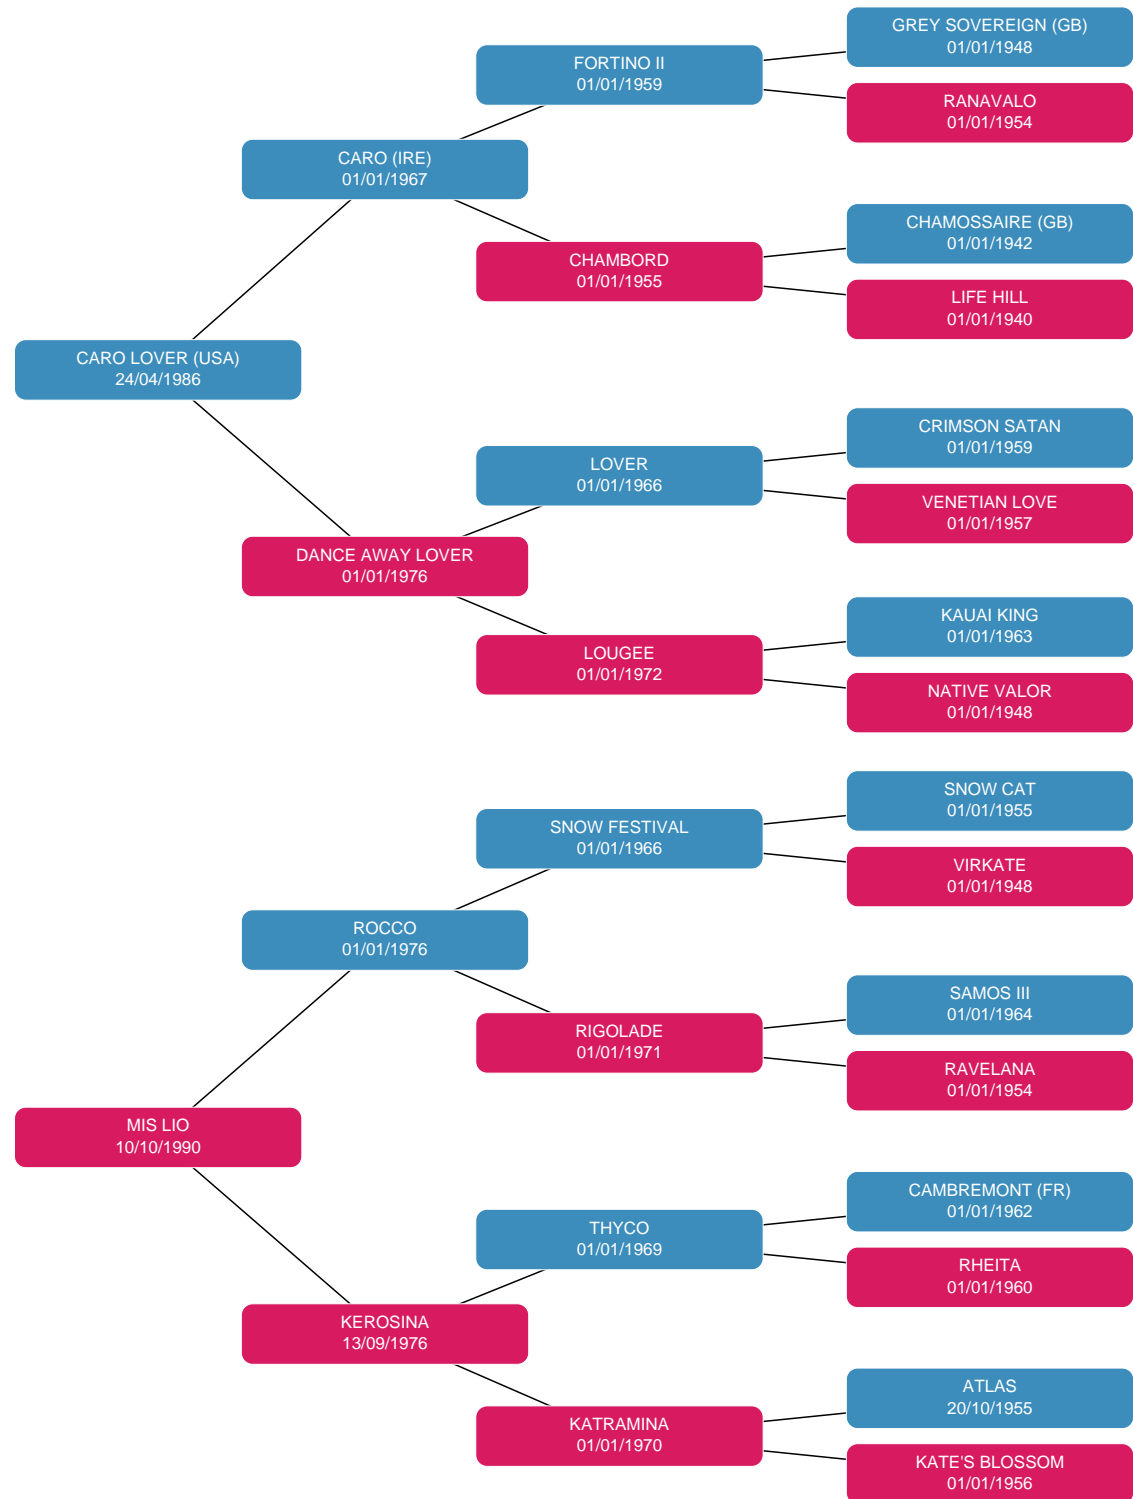 GREY SOVEREIGN (GB)
01/01/1948
FORTINO II
01/01/1959
RANAVALO
01/01/1954
CARO (IRE)
01/01/1967
CHAMOSSAIRE (GB)
01/01/1942
CHAMBORD
01/01/1955
LIFE HILL
01/01/1940
CARO LOVER (USA)
24/04/1986
CRIMSON SATAN
01/01/1959
LOVER
01/01/1966
VENETIAN LOVE
01/01/1957
DANCE AWAY LOVER
01/01/1976
KAUAI KING
01/01/1963
LOUGEE
01/01/1972
NATIVE VALOR
01/01/1948
SNOW CAT
01/01/1955
SNOW FESTIVAL
01/01/1966
VIRKATE
01/01/1948
ROCCO
01/01/1976
SAMOS III
01/01/1964
RIGOLADE
01/01/1971
RAVELANA
01/01/1954
MIS LIO
10/10/1990
CAMBREMONT (FR)
01/01/1962
THYCO
01/01/1969
RHEITA
01/01/1960
KEROSINA
13/09/1976
ATLAS
20/10/1955
KATRAMINA
01/01/1970
KATE'S BLOSSOM
01/01/1956